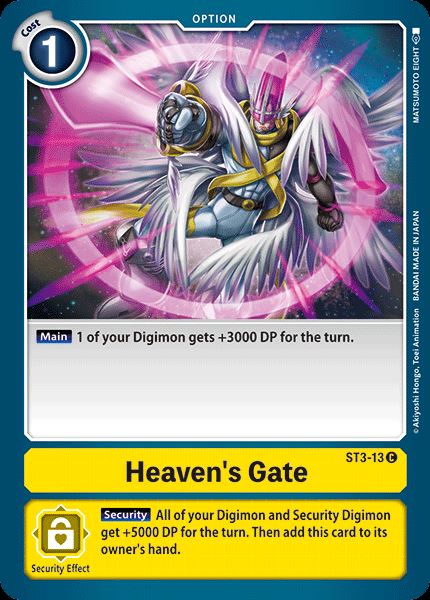 OPTION
Cost
1
MATSUMOTO EIGHT
©Akiyoshi Hongo, Toei Animation BANDAI MADE IN JAPAN
Main 1 of your Digimon gets +3000 DP for the turn.
ST3-13 C
Heaven's Gate
Security All of your Digimon and Security Digimon
get +5000 DP for the turn. Then add this card to its
owner's hand.
Security Effect